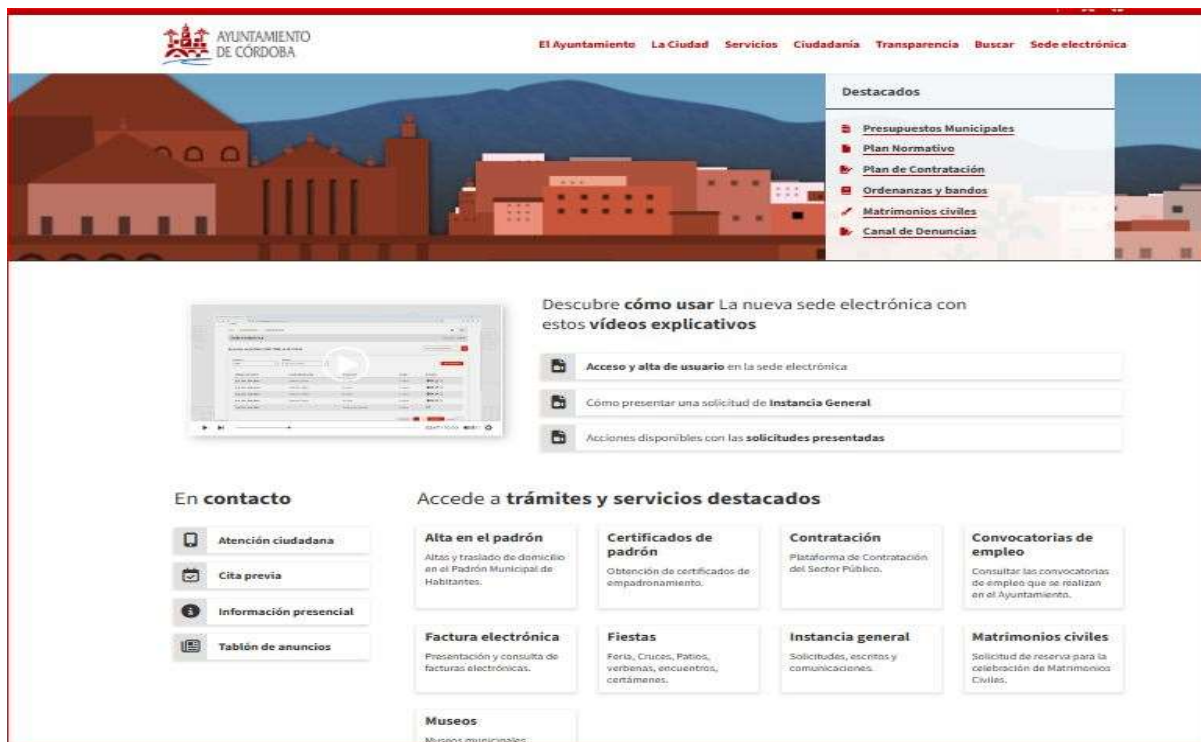 AYUNTAMIENTO
DE CÓRDOBA
El Ayuntamiento La Ciudad Servicios Ciudadanía Transparencia Buscar Sede electrónica
Destacados
Presupuestos Municipales
Plan Normativo
Plan de Contratación
Ordenanzas y bandos
Matrimonios civiles
Canal de Denuncias
Descubre cómo usar La nueva sede electrónica con
estos vídeos explicativos
Acceso y alta de usuario en la sede electrónica
Cómo presentar una solicitud de Instancia General
Acciones disponibles con las solicitudes presentadas
En contacto
Atención ciudadana
Cita previa
Información presencial
Tablón de anuncios
Accede a trámites y servicios destacados
Alta en el padrón
Altas y traslado de domicilio
en el Padrón Municipal de
Habitantes.
Certificados de
padrón
Obtención de certificados de
empadronamiento.
Contratación
Plataforma de Contratación
del Sector Público.
Convocatorias de
empleo
Consultar las convocatorias
de empleo que se realizan
en el Ayuntamiento.
Factura electrónica
Presentación y consulta de
facturas electrónicas.
Fiestas
Feria, Cruces, Patios,
verbenas, encuentros,
certámenes.
Instancia general
Solicitudes, escritos y
comunicaciones.
Matrimonios civiles
Solicitud de reserva para la
celebración de Matrimonios
Civiles.
Museos
Museos municipales